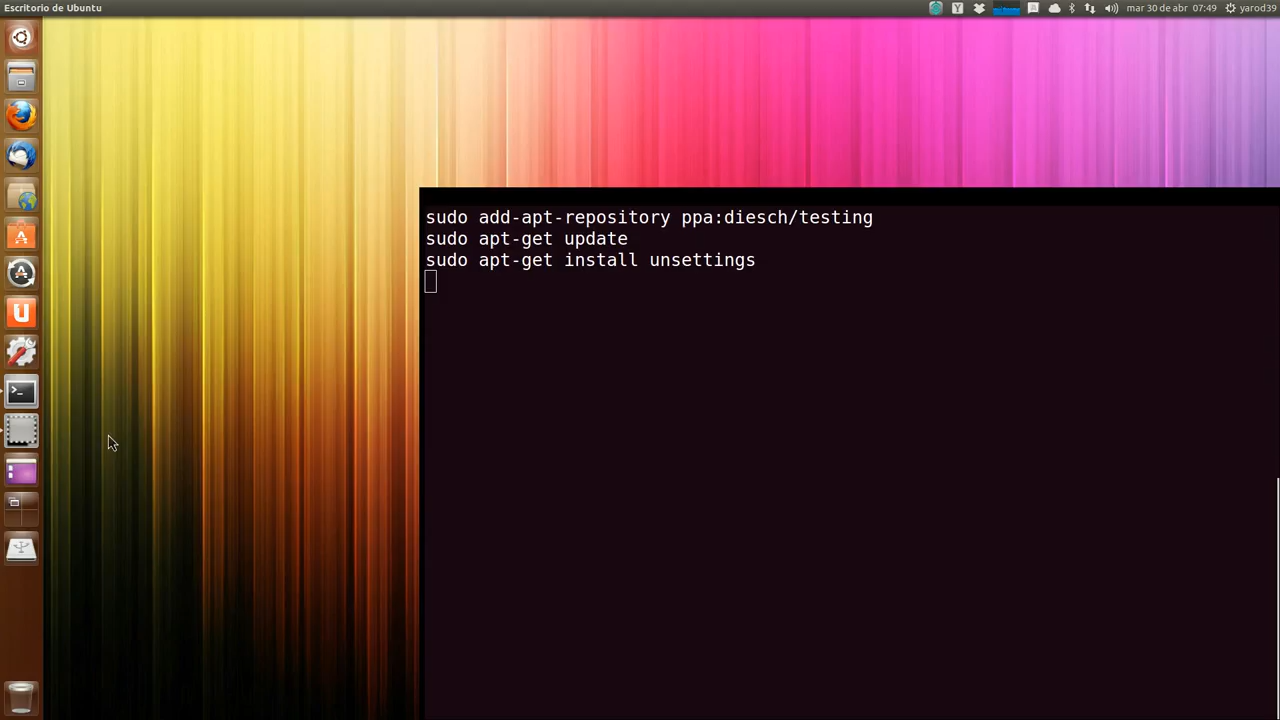 Escritorio de Ubuntu
mar 30 de abr 07:49 yarod39
sudo add-apt-repository ppa:diesch/testing
sudo apt-get update
sudo apt-get install unsettings